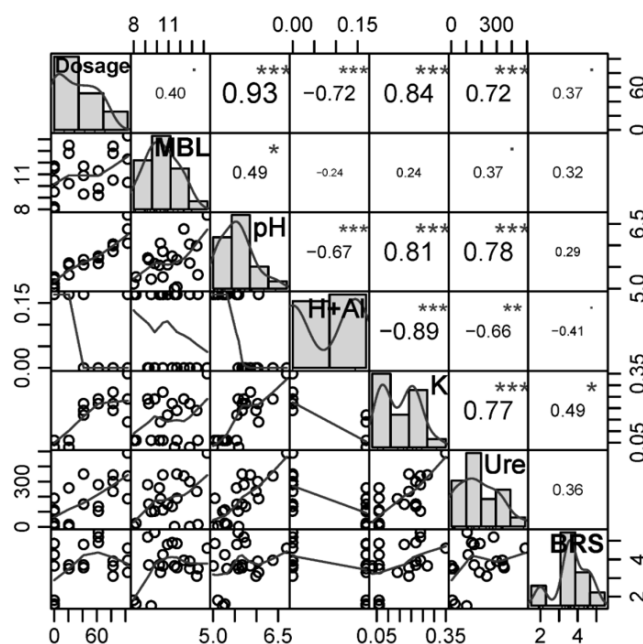 8 11 0.00 0.15 0 300
Dosage 0.40 . 0.93 *** −0.72 *** 0.84 *** 0.72 *** 0.37 . 0 60
8 11 MBL 0.49 * −0.24 0.24 0.37 . 0.32
pH −0.67 *** 0.81 *** 0.78 *** 0.29 5.0 6.5
0.00 0.15 H+Al −0.89 *** −0.66 ** −0.41 .
K 0.77 *** 0.49 * 0.05 0.35
0 300 Ure 0.36
BRS 2 4
0 60 5.0 6.5 0.05 0.35 2 4